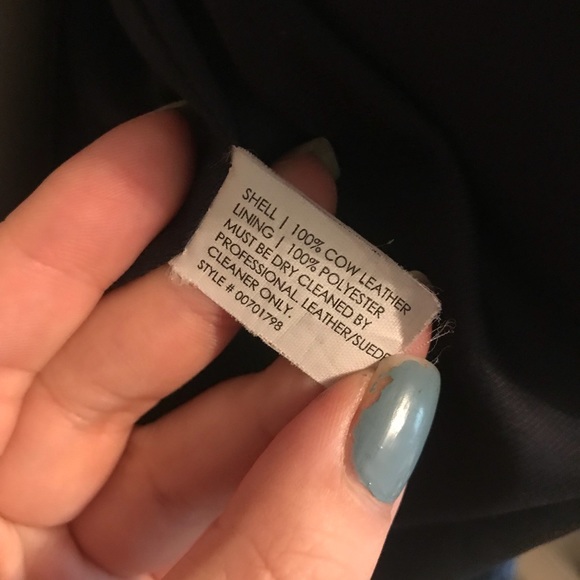 SHELL | 100% COW LEATHER
LINING | 100% POLYESTER
MUST BE DRY CLEANED BY
PROFESSIONAL LEATHER/SUEDE
CLEANER ONLY.
STYLE # 00701798